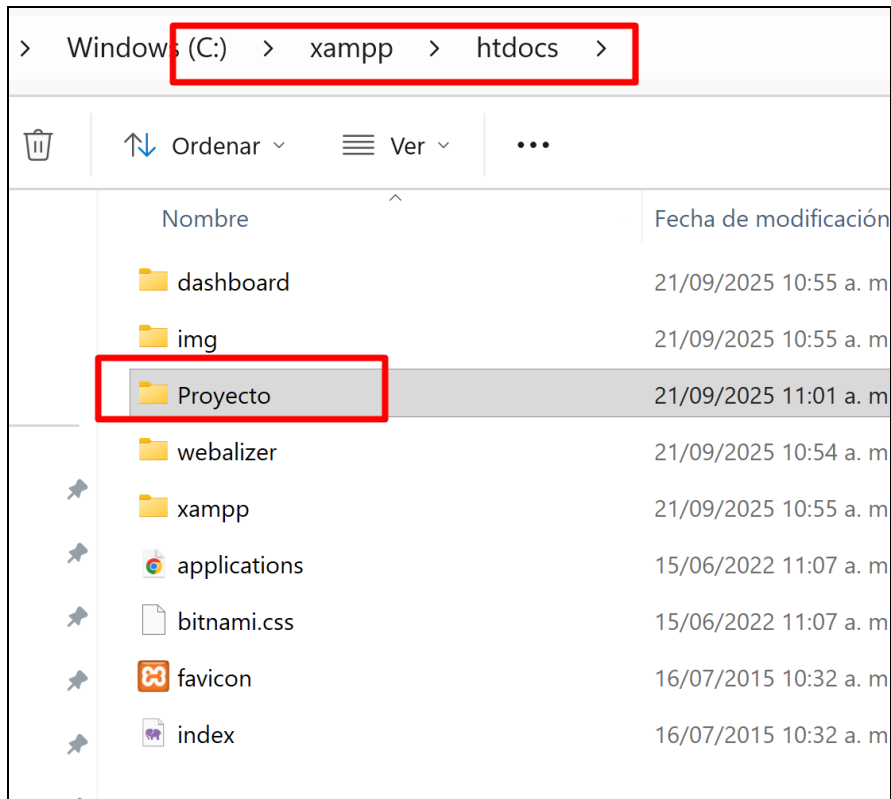 > Windows (C:) > xampp > htdocs >
Ordenar Ver •••
Nombre Fecha de modificación
dashboard 21/09/2025 10:55 a. m
img 21/09/2025 10:55 a. m
Proyecto 21/09/2025 11:01 a. m
webalizer 21/09/2025 10:54 a. m
xampp 21/09/2025 10:55 a. m
applications 15/06/2022 11:07 a. m
bitnami.css 15/06/2022 11:07 a. m
favicon 16/07/2015 10:32 a. m
index 16/07/2015 10:32 a. m